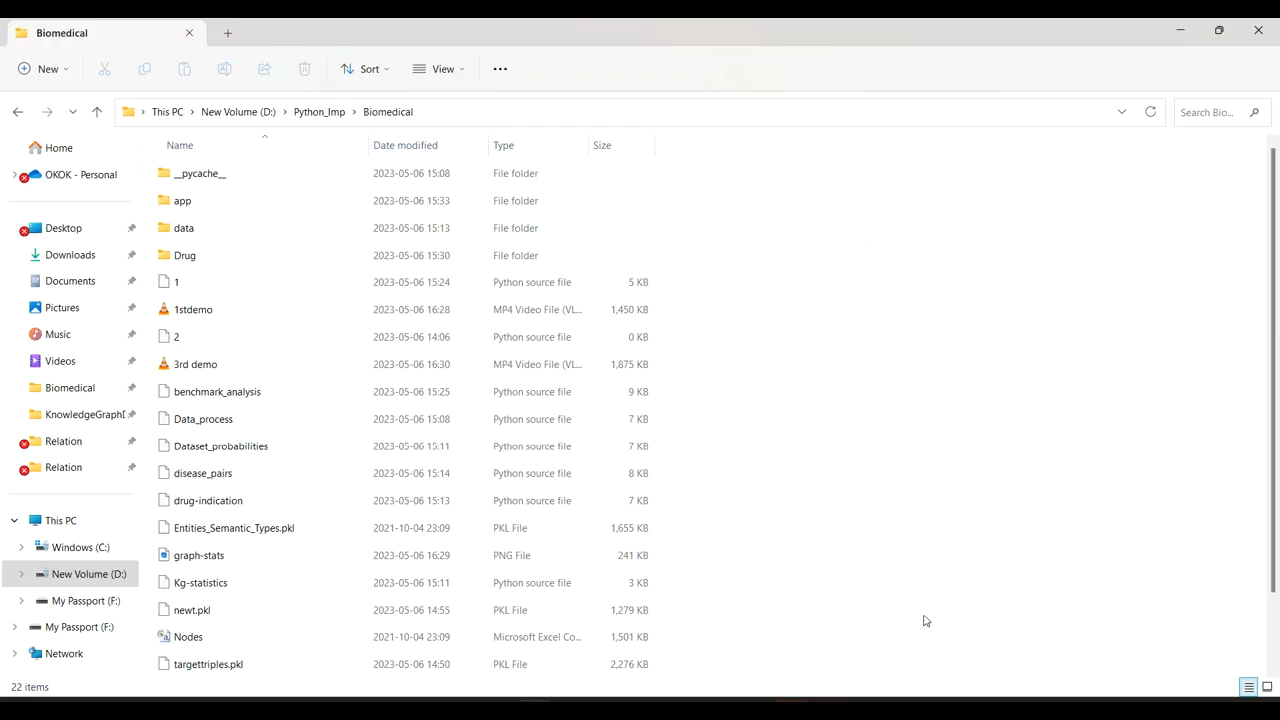 Biomedical
New
Sort
View
This PC
New Volume (D:)
Python_Imp
Biomedical
Search Bio...
Name Date modified Type Size
Home
OKOK - Personal
Desktop
Downloads
Documents
Pictures
Music
Videos
Biomedical
KnowledgeGraph
Relation
Relation
This PC
Windows (C:)
New Volume (D:)
My Passport (F:)
My Passport (F:)
Network
__pycache__ 2023-05-06 15:08 File folder
app 2023-05-06 15:33 File folder
data 2023-05-06 15:13 File folder
Drug 2023-05-06 15:30 File folder
1 2023-05-06 15:24 Python source file 5 KB
1stdemo 2023-05-06 16:28 MP4 Video File (VL... 1,450 KB
2 2023-05-06 14:06 Python source file 0 KB
3rd demo 2023-05-06 16:30 MP4 Video File (VL... 1,875 KB
benchmark_analysis 2023-05-06 15:25 Python source file 9 KB
Data_process 2023-05-06 15:08 Python source file 7 KB
Dataset_probabilities 2023-05-06 15:11 Python source file 7 KB
disease_pairs 2023-05-06 15:14 Python source file 8 KB
drug-indication 2023-05-06 15:13 Python source file 7 KB
Entities_Semantic_Types.pkl 2021-10-04 23:09 PKL File 1,655 KB
graph-stats 2023-05-06 16:29 PNG File 241 KB
Kg-statistics 2023-05-06 15:11 Python source file 3 KB
newt.pkl 2023-05-06 14:55 PKL File 1,279 KB
Nodes 2021-10-04 23:09 Microsoft Excel Co... 1,501 KB
targettriples.pkl 2023-05-06 14:50 PKL File 2,276 KB
22 items